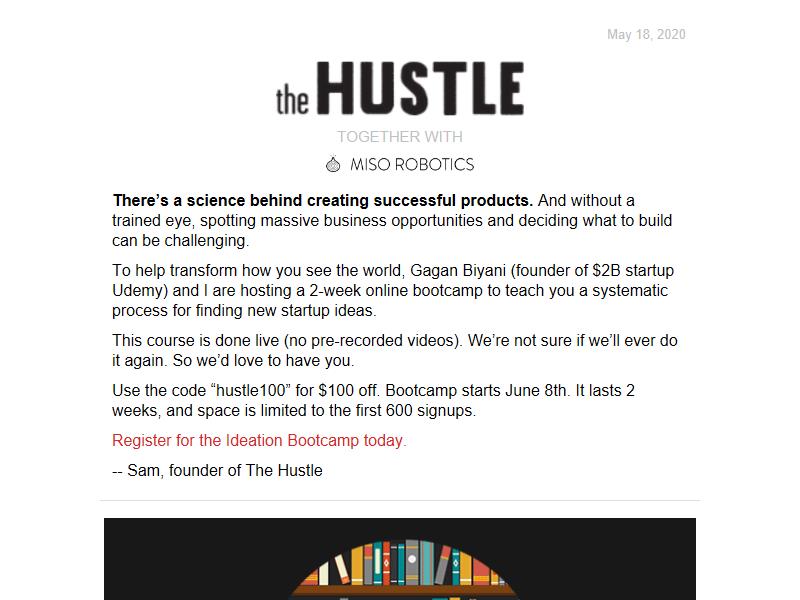 May 18, 2020
the HUSTLE
TOGETHER WITH
MISO ROBOTICS
There's a science behind creating successful products. And without a
trained eye, spotting massive business opportunities and deciding what to build
can be challenging.
To help transform how you see the world, Gagan Biyani (founder of $2B startup
Udemy) and I are hosting a 2-week online bootcamp to teach you a systematic
process for finding new startup ideas.
This course is done live (no pre-recorded videos). We're not sure if we'll ever do
it again. So we'd love to have you.
Use the code “hustle100” for $100 off. Bootcamp starts June 8th. It lasts 2
weeks, and space is limited to the first 600 signups.
Register for the Ideation Bootcamp today.
-- Sam, founder of The Hustle